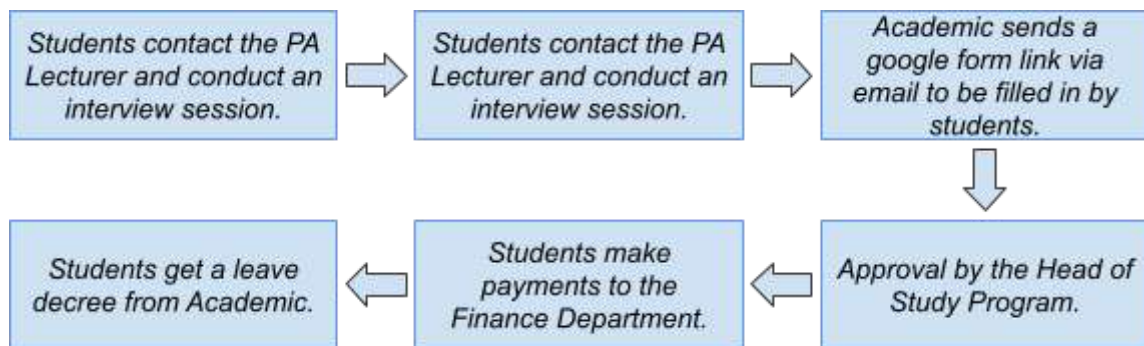 Students contact the PA
Lecturer and conduct an
interview session.
Students contact the PA
Lecturer and conduct an
interview session.
Academic sends a
google form link via
email to be filled in by
students.
Approval by the Head of
Study Program.
Students make
payments to the
Finance Department.
Students get a leave
decree from Academic.